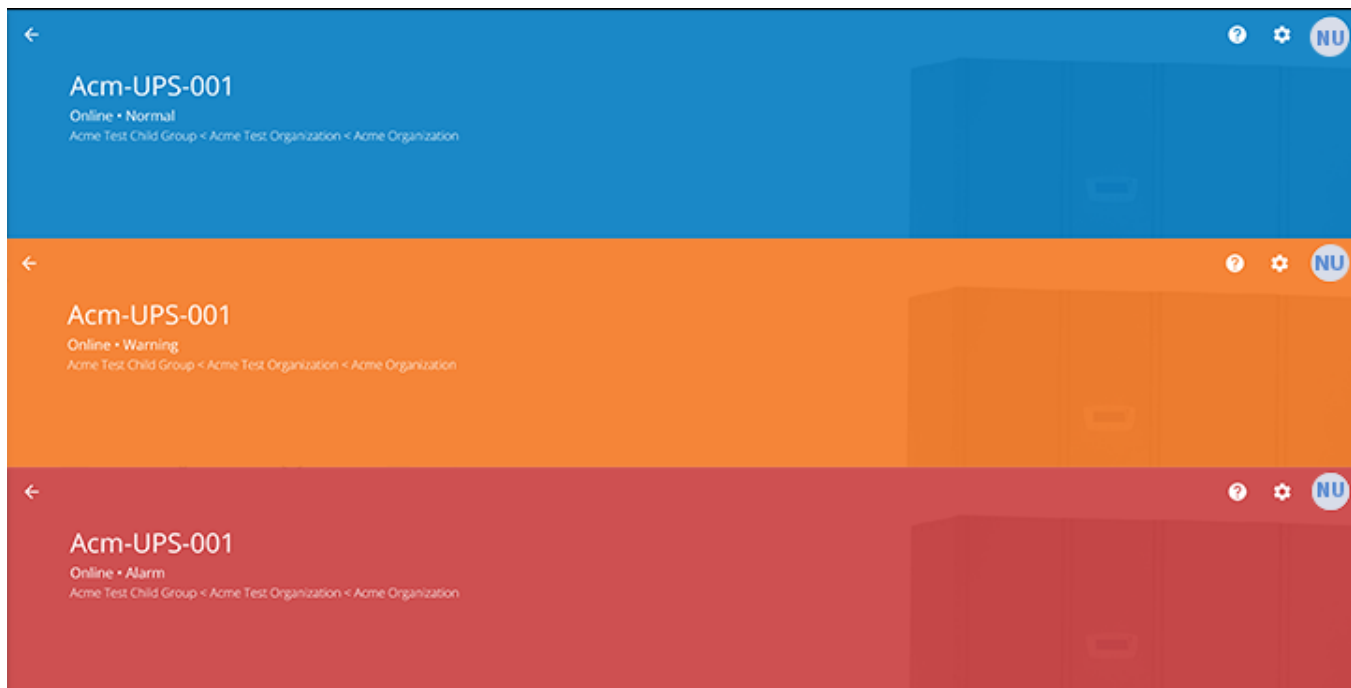 NU
Acm-UPS-001
Online • Normal
Acme Test Child Group < Acme Test Organization < Acme Organization
NU
Acm-UPS-001
Online • Warning
Acme Test Child Group < Acme Test Organization < Acme Organization
NU
Acm-UPS-001
Online • Alarm
Acme Test Child Group < Acme Test Organization < Acme Organization